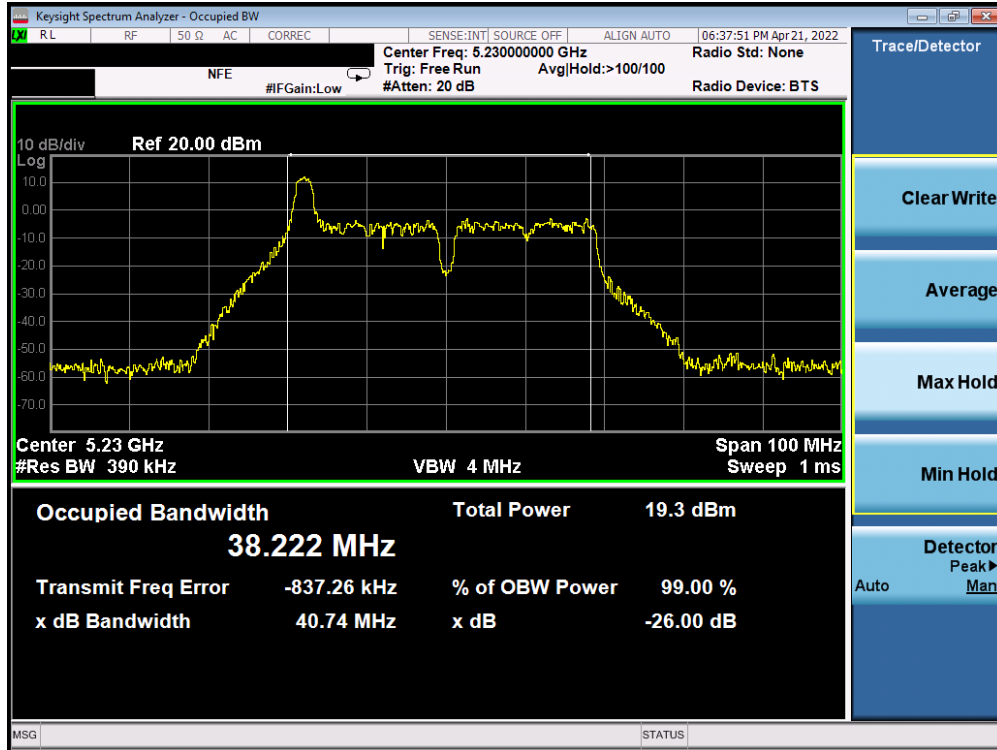 Keysight Spectrum Analyzer - Occupied BW
LXI RL RF 50 Ω AC CORREC SENSE:INT SOURCE OFF ALIGN AUTO 06:37:51 PM Apr 21, 2022
Center Freq: 5.230000000 GHz Radio Std: None
NFE Trig: Free Run Avg|Hold:>100/100
#IFGain:Low #Atten: 20 dB Radio Device: BTS
Trace/Detector
10 dB/div Ref 20.00 dBm
Log
10.0
0.00
-10.0
-20.0
-30.0
-40.0
-50.0
-60.0
-70.0
Center 5.23 GHz Span 100 MHz
#Res BW 390 kHz VBW 4 MHz Sweep 1 ms
Occupied Bandwidth Total Power 19.3 dBm
38.222 MHz
Transmit Freq Error -837.26 kHz % of OBW Power 99.00 %
x dB Bandwidth 40.74 MHz x dB -26.00 dB
Clear Write
Average
Max Hold
Min Hold
Detector
Peak▶
Auto Man
MSG STATUS